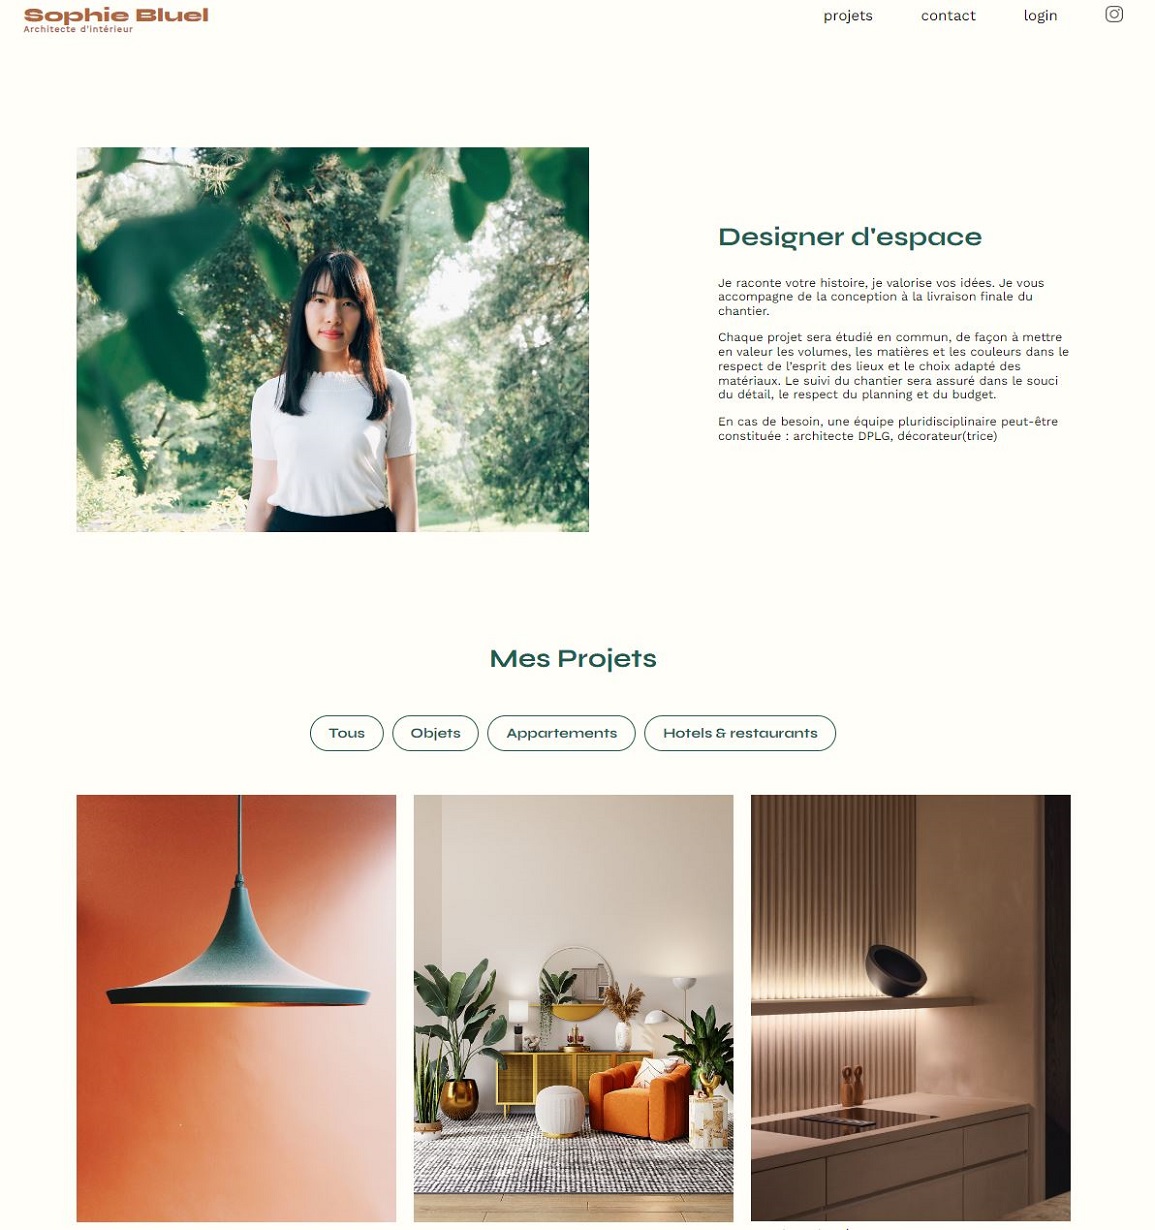 Sophie Bluel
Architecte d'intérieur
projets
contact
login
Designer d'espace
Je raconte votre histoire, je valorise vos idées. Je vous
accompagne de la conception à la livraison finale du
chantier.
Chaque projet sera étudié en commun, de façon à mettre
en valeur les volumes, les matières et les couleurs dans le
respect de l'esprit des lieux et le choix adapté des
matériaux. Le suivi du chantier sera assuré dans le souci
du détail, le respect du planning et du budget.
En cas de besoin, une équipe pluridisciplinaire peut-être
constituée : architecte DPLG, décorateur(trice)
Mes Projets
Tous
Objets
Appartements
Hotels & restaurants